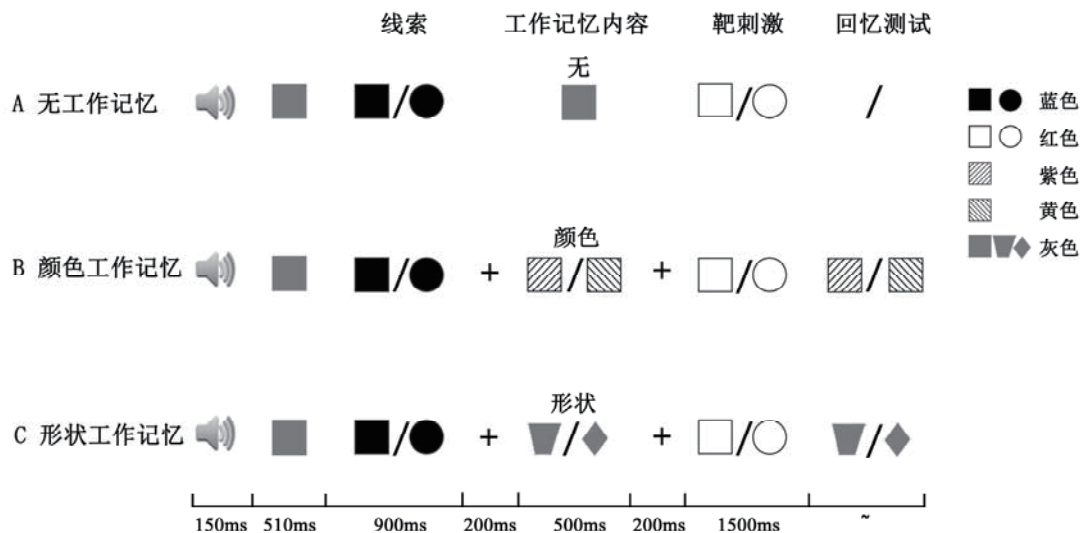 线索 工作记忆内容 靶刺激 回忆测试
无
A 无工作记忆 / / /
蓝色
红色
紫色
黄色
灰色
颜色
B 颜色工作记忆 / + / + / /
形状
C 形状工作记忆 / + / + / /
150ms 510ms 900ms 200ms 500ms 200ms 1500ms ~